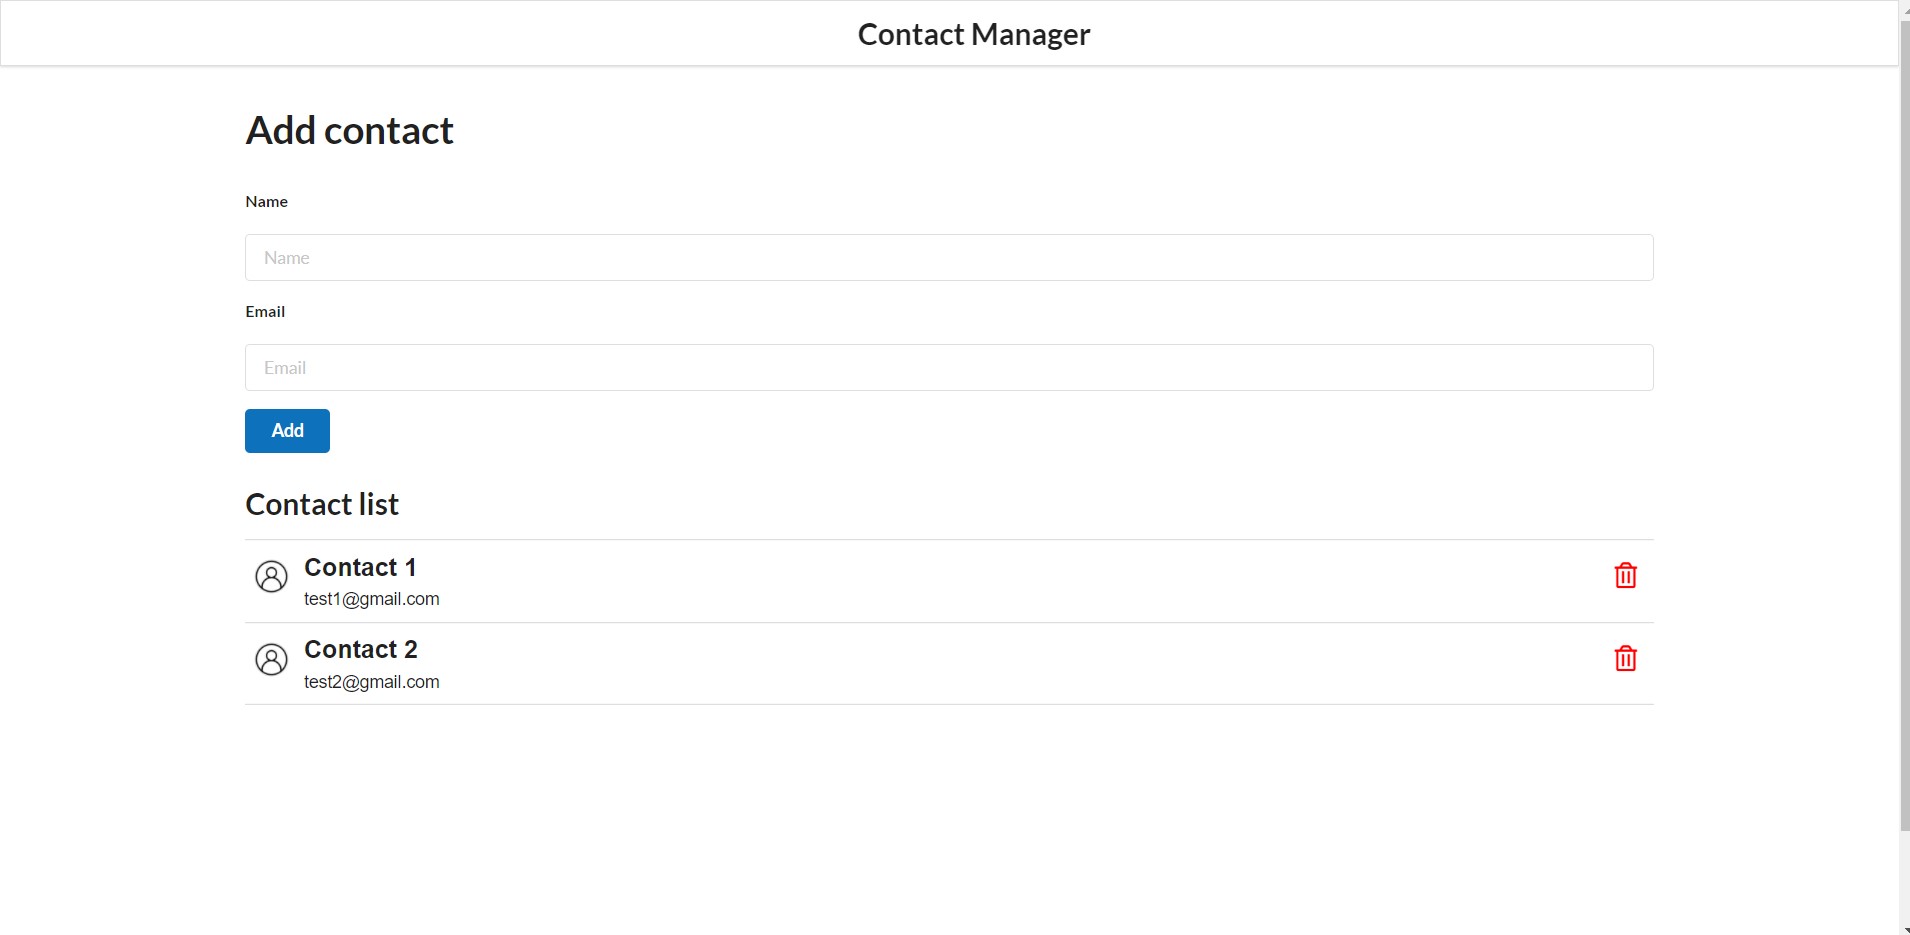 Contact Manager
Add contact
Name
Name
Email
Email
Add
Contact list
Contact 1
test1@gmail.com
Contact 2
test2@gmail.com